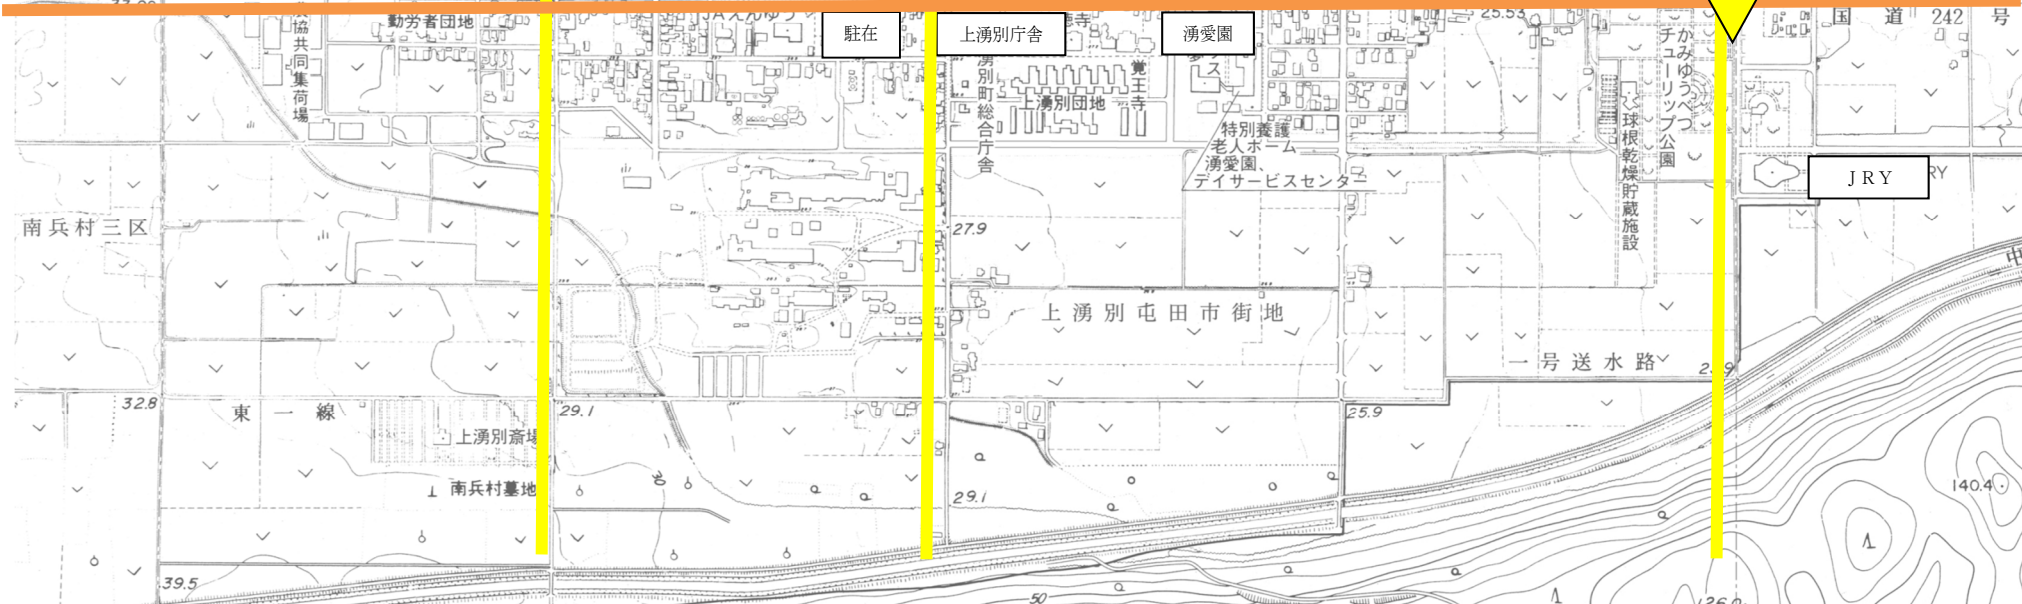 勤労者団地
JAえんゆう
駐在
上湧別庁舎
湧愛園
25.53
国道242号
協共同集荷場
湧別町総合庁舎
上湧別団地
覚王寺
かみゆうべつ
チューリップ公園
球根乾燥貯蔵施設
特別養護
老人ホーム
湧愛園、
デイサービスセンター
JRY
RY
南兵村三区
27.9
上湧別屯田市街地
一号送水路
32.8
東一線
29.1
25.9
上湧別斎場
南兵村墓地
30
29.1
140.4
39.5
50
126.0